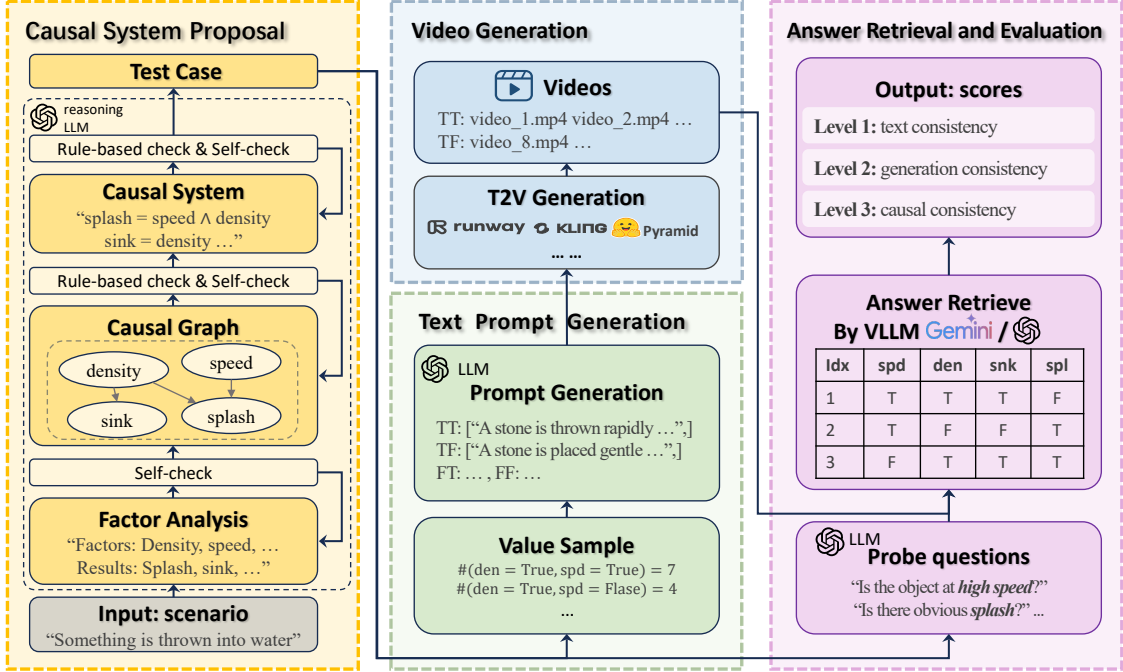 Causal System Proposal
Test Case
reasoning
LLM
Rule-based check & Self-check
Causal System
“splash = speed ∧ density
sink = density …”
Rule-based check & Self-check
Causal Graph
density
speed
sink
splash
Self-check
Factor Analysis
“Factors: Density, speed, …
Results: Splash, sink, …”
Input: scenario
“Something is thrown into water”
Video Generation
Videos
TT: video_1.mp4 video_2.mp4 …
TF: video_8.mp4 …
T2V Generation
runway KLING Pyramid
… …
Text Prompt Generation
LLM
Prompt Generation
TT: [“A stone is thrown rapidly …”,]
TF: [“A stone is placed gentle …”,]
FT: … , FF: …
Value Sample
#(den = True, spd = True) = 7
#(den = True, spd = Flase) = 4
…
Answer Retrieval and Evaluation
Output: scores
Level 1: text consistency
Level 2: generation consistency
Level 3: causal consistency
Answer Retrieve
By VLLM Gemini /
Idx spd den snk spl
1 T T T F
2 T F F T
3 F T T T
LLM
Probe questions
“Is the object at high speed?”
“Is there obvious splash?” …